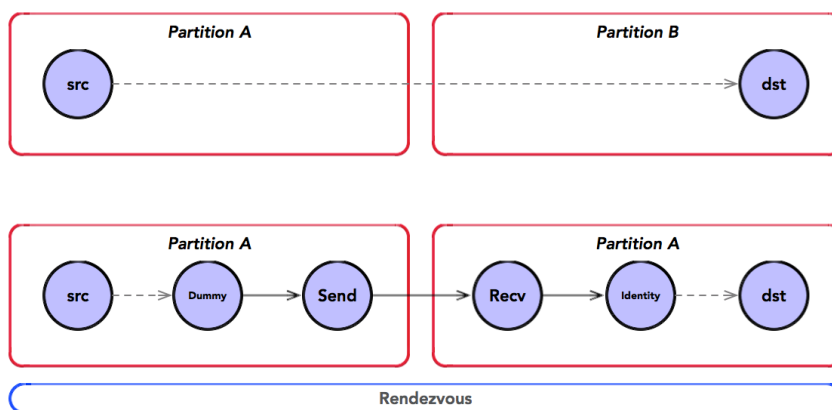 Partition A
Partition B
src
dst
Partition A
Partition A
src
Dummy
Send
Recv
Identity
dst
Rendezvous